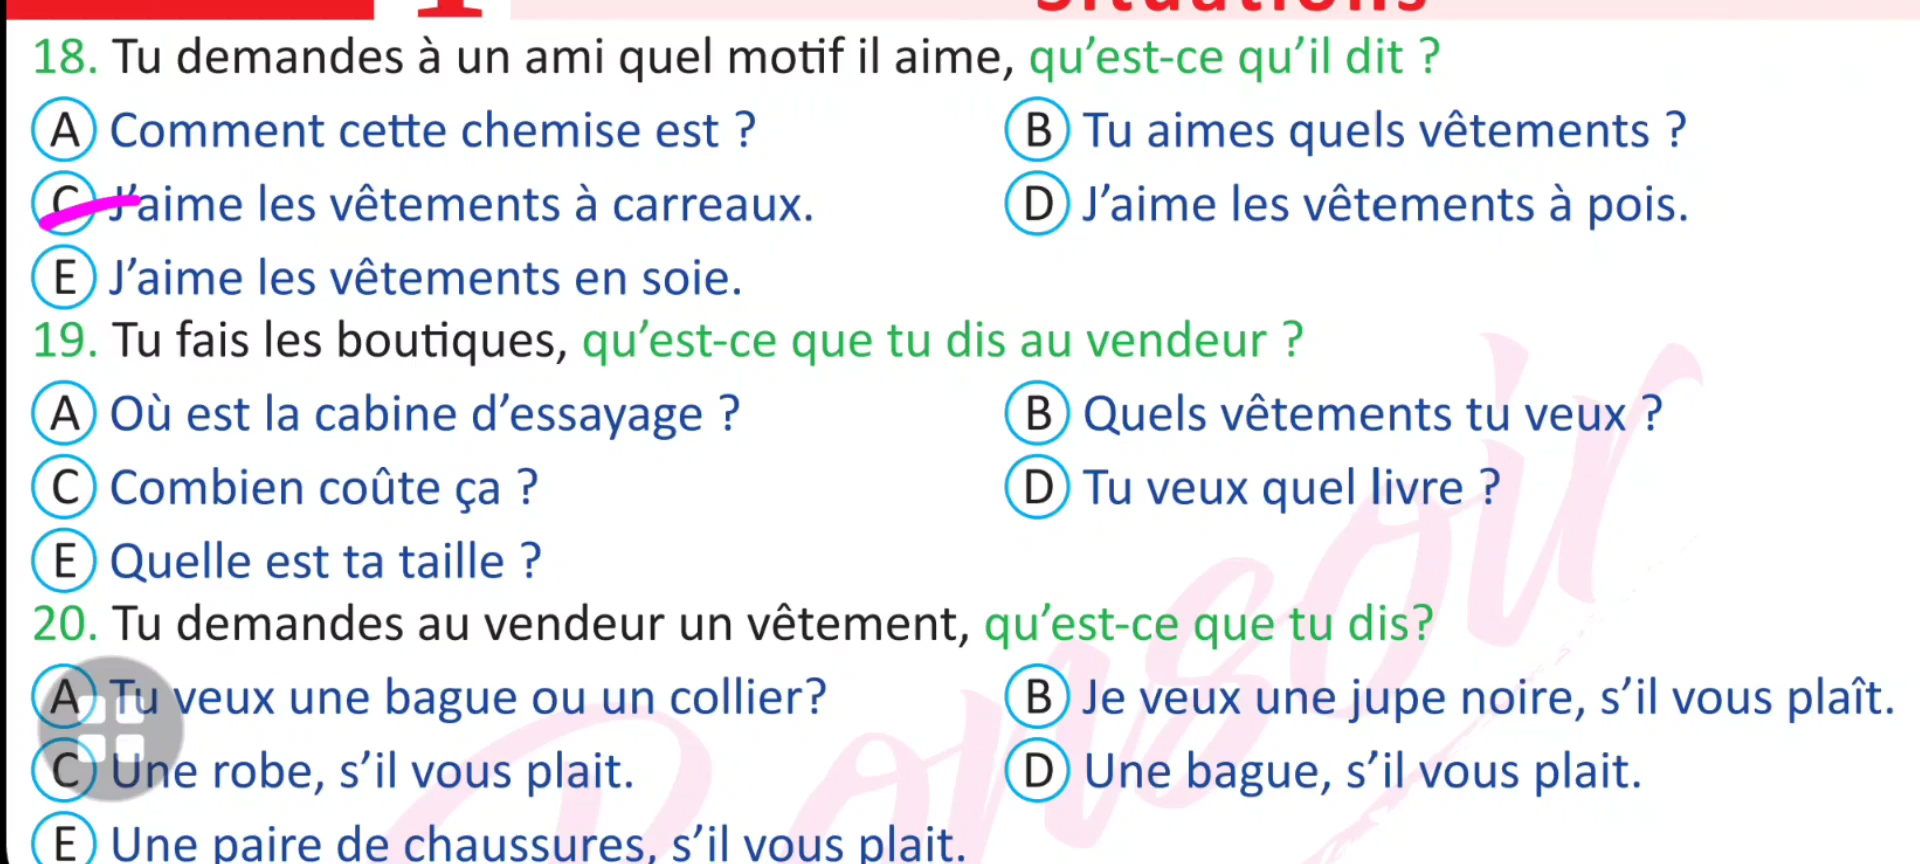 Situations
18. Tu demandes à un ami quel motif il aime, qu'est-ce qu'il dit ?
A Comment cette chemise est ? B Tu aimes quels vêtements ?
C J'aime les vêtements à carreaux. D J'aime les vêtements à pois.
E J'aime les vêtements en soie.
19. Tu fais les boutiques, qu'est-ce que tu dis au vendeur ?
A Où est la cabine d'essayage ? B Quels vêtements tu veux ?
C Combien coûte ça ? D Tu veux quel livre ?
E Quelle est ta taille ?
20. Tu demandes au vendeur un vêtement, qu'est-ce que tu dis?
A Tu veux une bague ou un collier? B Je veux une jupe noire, s'il vous plaît.
C Une robe, s'il vous plait. D Une bague, s'il vous plait.
E Une paire de chaussures, s'il vous plait.
Bonsoir